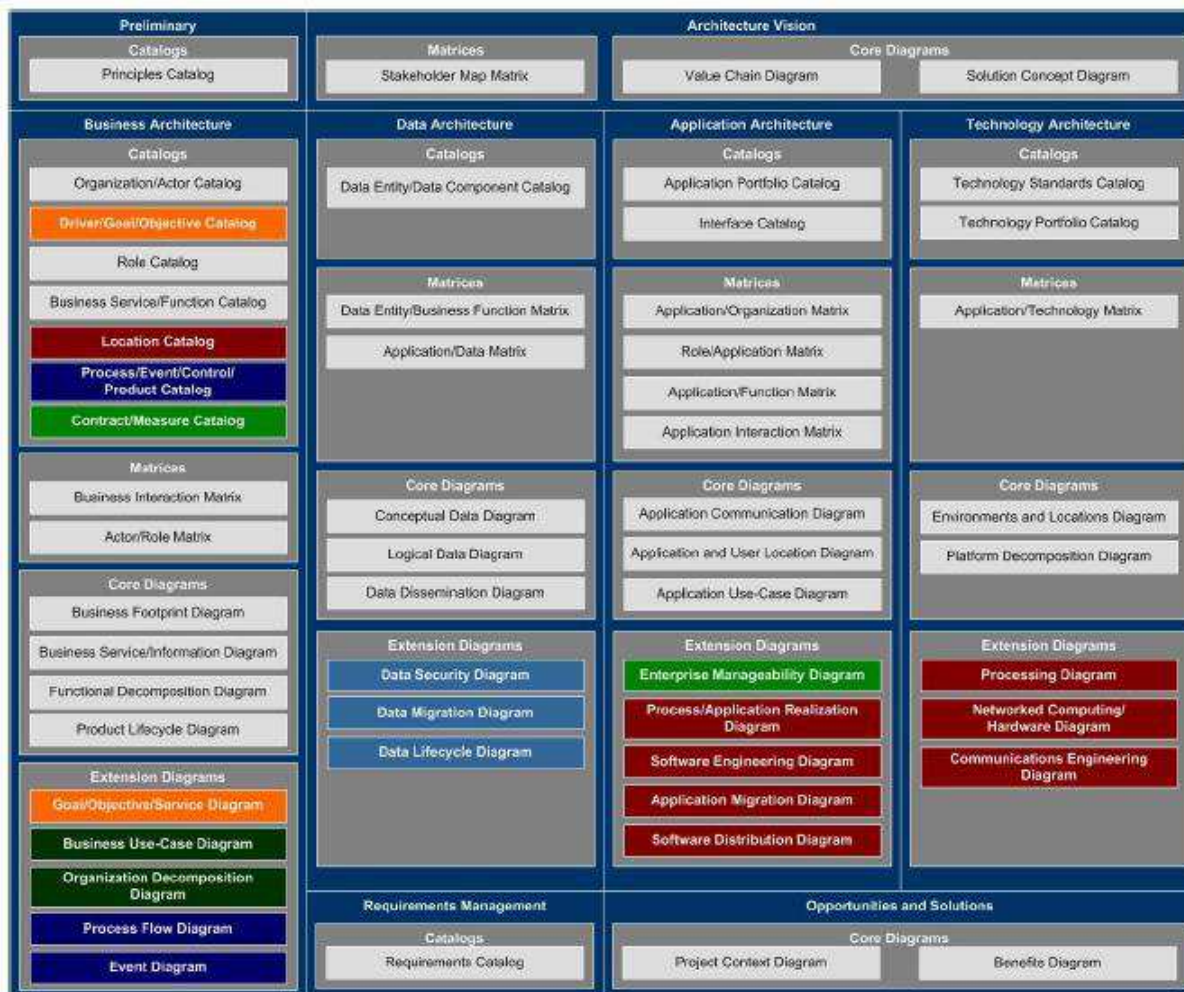 Preliminary
Catalogs
Principles Catalog
Architecture Vision
Matrices
Stakeholder Map Matrix
Core Diagrams
Value Chain Diagram
Solution Concept Diagram
Business Architecture
Catalogs
Organization/Actor Catalog
Driver/Goal/Objective Catalog
Role Catalog
Business Service/Function Catalog
Location Catalog
Process/Event/Control/
Product Catalog
Contract/Measure Catalog
Matrices
Business Interaction Matrix
Actor/Role Matrix
Core Diagrams
Business Footprint Diagram
Business Service/Information Diagram
Functional Decomposition Diagram
Product Lifecycle Diagram
Extension Diagrams
Goal/Objective/Service Diagram
Business Use-Case Diagram
Organization Decomposition
Diagram
Process Flow Diagram
Event Diagram
Data Architecture
Catalogs
Data Entity/Data Component Catalog
Matrices
Data Entity/Business Function Matrix
Application/Data Matrix
Core Diagrams
Conceptual Data Diagram
Logical Data Diagram
Data Dissemination Diagram
Extension Diagrams
Data Security Diagram
Data Migration Diagram
Data Lifecycle Diagram
Application Architecture
Catalogs
Application Portfolio Catalog
Interface Catalog
Matrices
Application/Organization Matrix
Role/Application Matrix
Application/Function Matrix
Application Interaction Matrix
Core Diagrams
Application Communication Diagram
Application and User Location Diagram
Application Use-Case Diagram
Extension Diagrams
Enterprise Manageability Diagram
Process/Application Realization
Diagram
Software Engineering Diagram
Application Migration Diagram
Software Distribution Diagram
Technology Architecture
Catalogs
Technology Standards Catalog
Technology Portfolio Catalog
Matrices
Application/Technology Matrix
Core Diagrams
Environments and Locations Diagram
Platform Decomposition Diagram
Extension Diagrams
Processing Diagram
Networked Computing/
Hardware Diagram
Communications Engineering
Diagram
Requirements Management
Catalogs
Requirements Catalog
Opportunities and Solutions
Core Diagrams
Project Context Diagram
Benefits Diagram